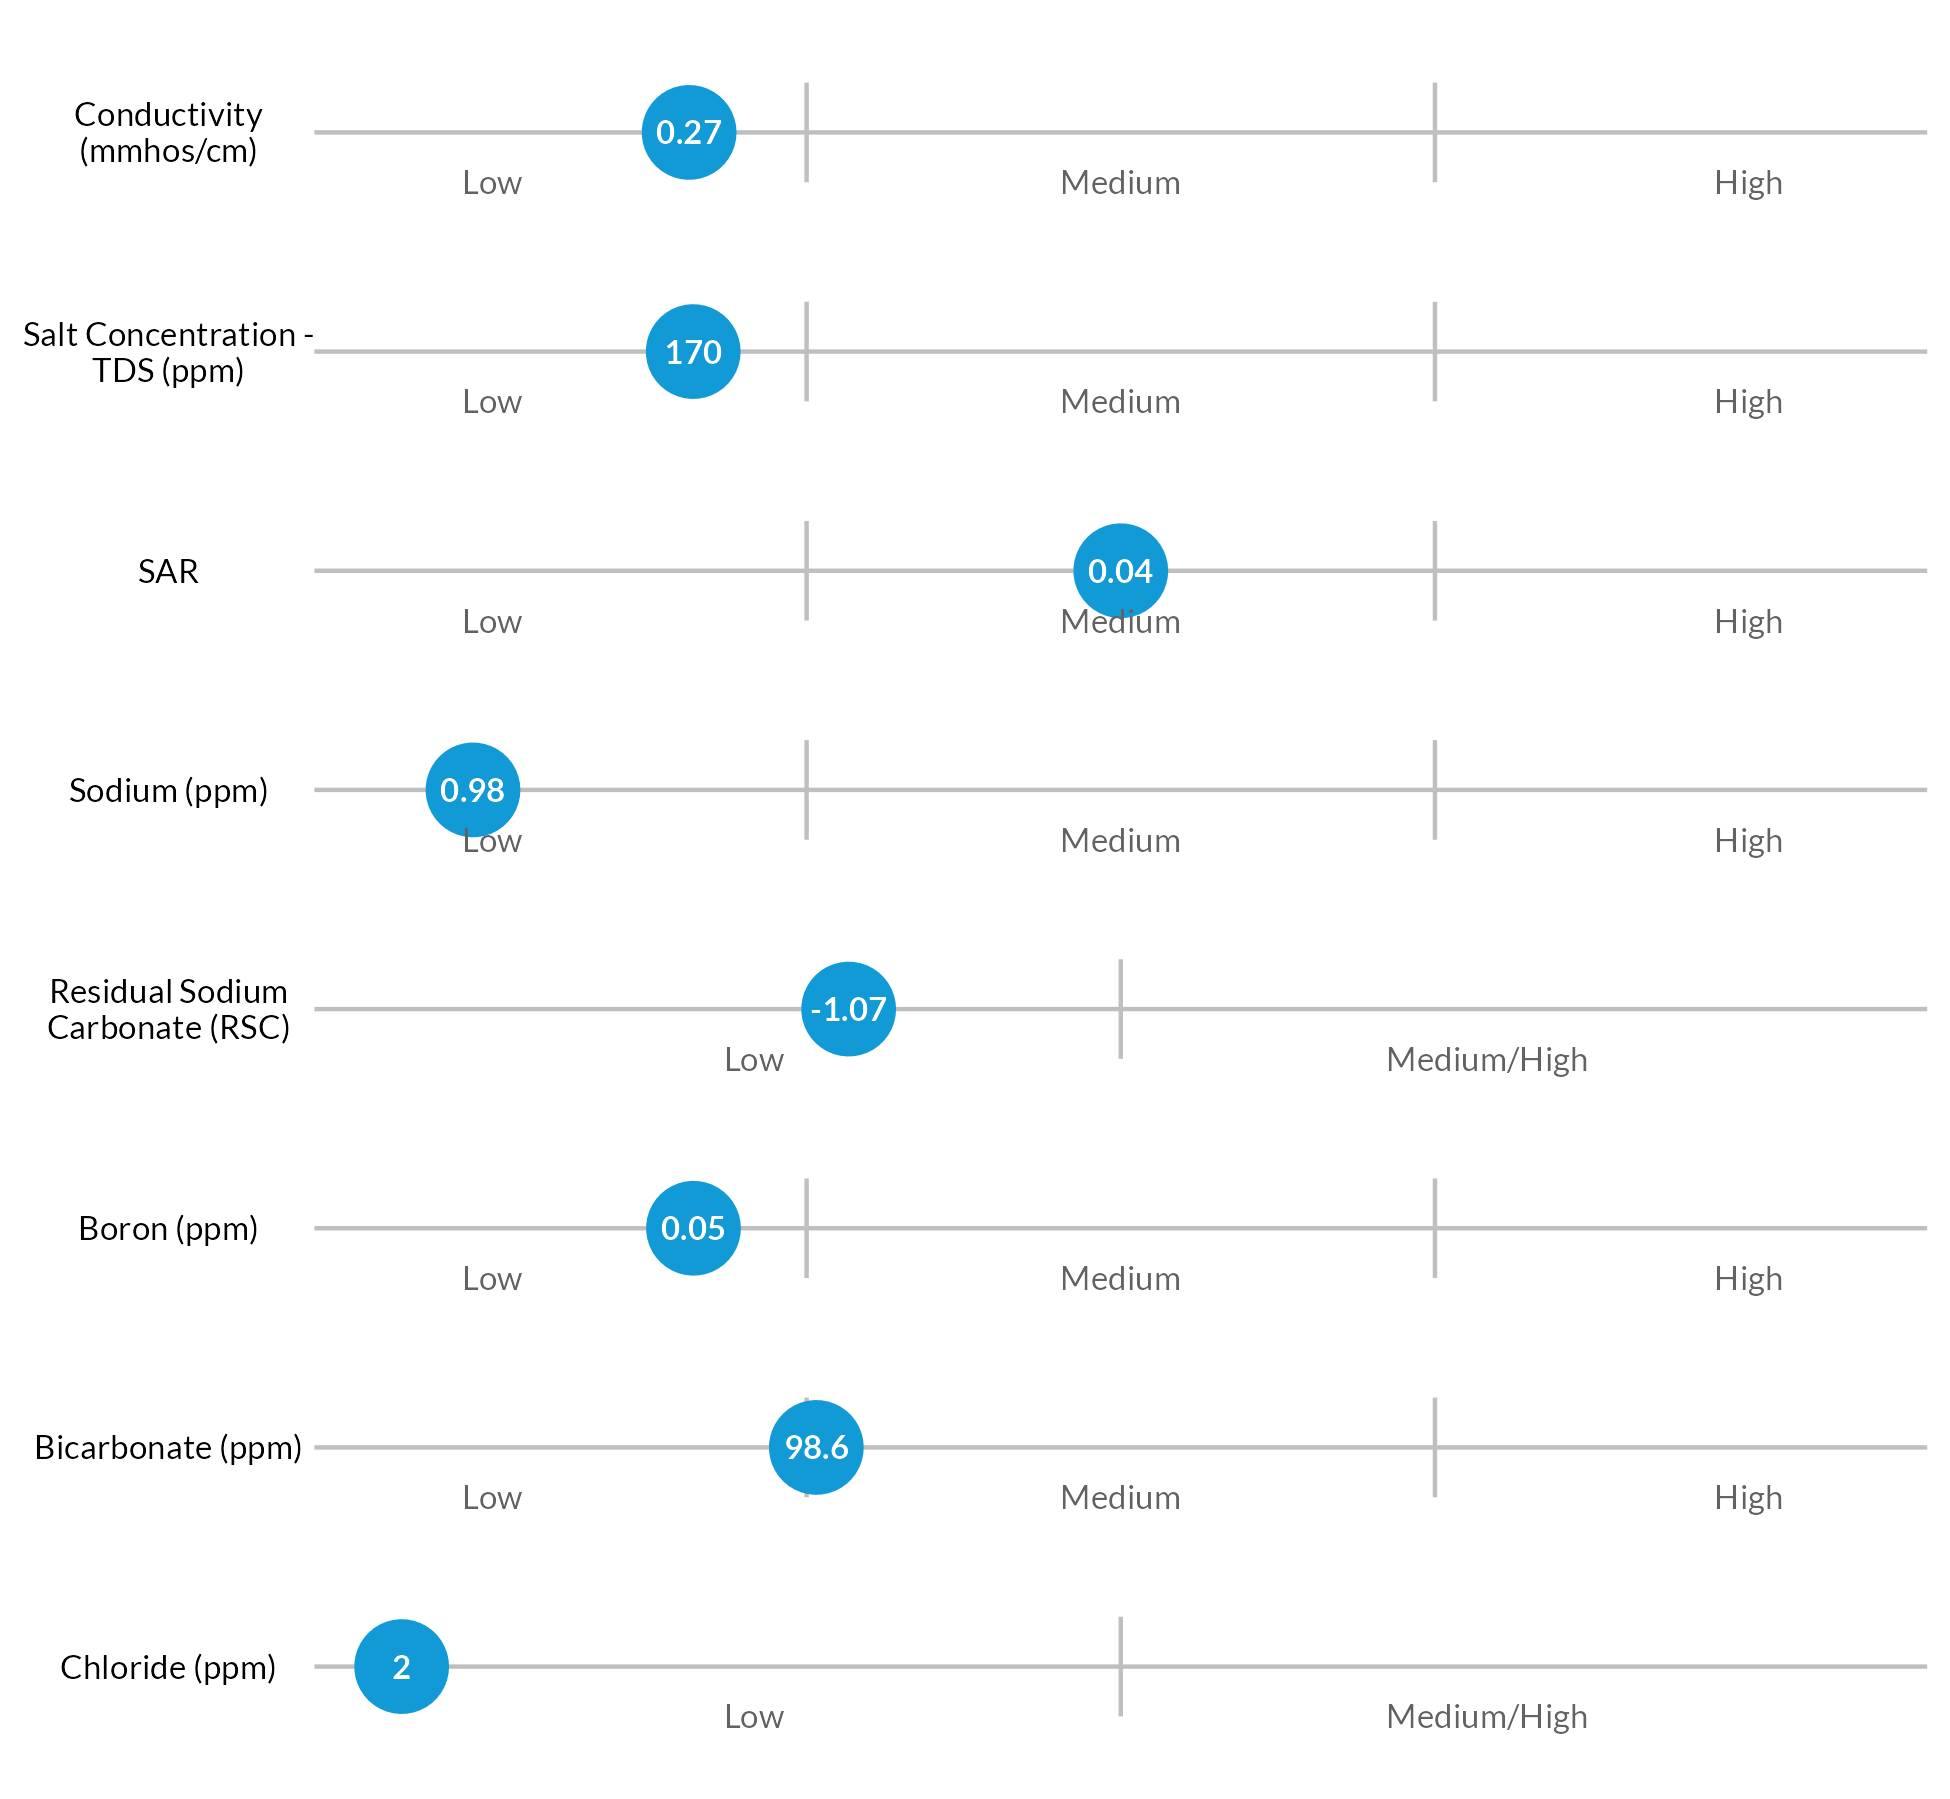 Conductivity
(mmhos/cm)
0.27
Low
Medium
High
Salt Concentration -
TDS (ppm)
170
Low
Medium
High
SAR
0.04
Low
Medium
High
Sodium (ppm)
0.98
Low
Medium
High
Residual Sodium
Carbonate (RSC)
-1.07
Low
Medium/High
Boron (ppm)
0.05
Low
Medium
High
Bicarbonate (ppm)
98.6
Low
Medium
High
Chloride (ppm)
2
Low
Medium/High